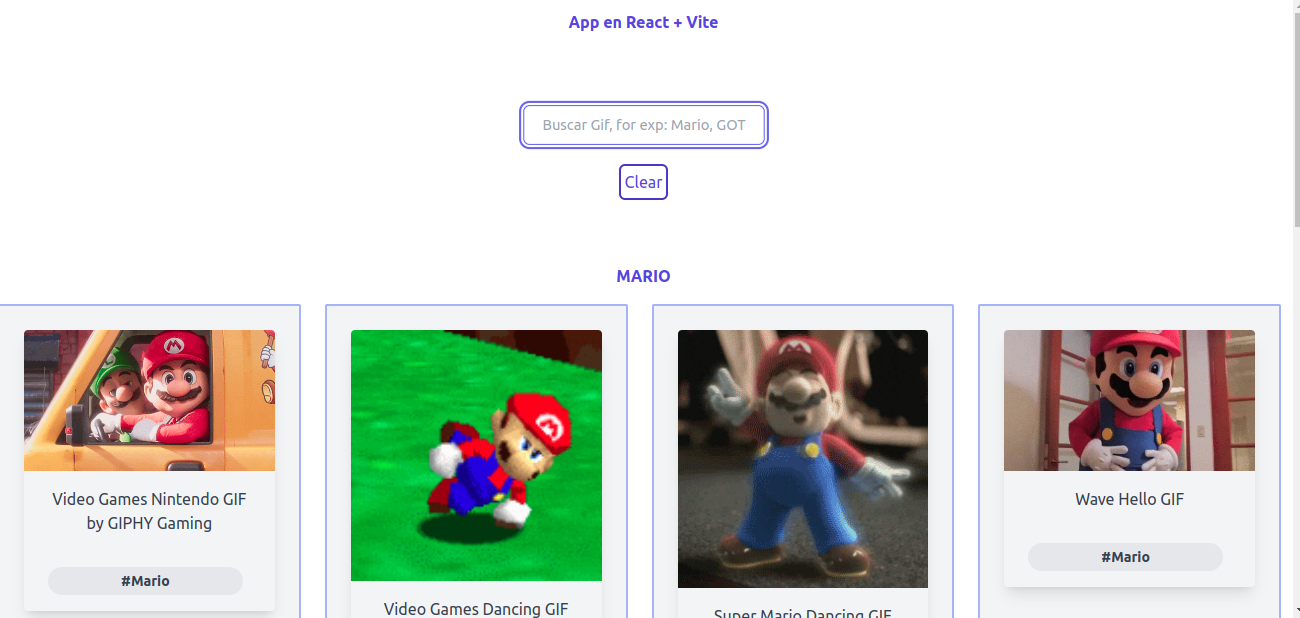 App en React + Vite
Buscar Gif, for exp: Mario, GOT
Clear
MARIO
Video Games Nintendo GIF
by GIPHY Gaming
#Mario
Video Games Dancing GIF
Super Mario Dancing GIF
Wave Hello GIF
#Mario